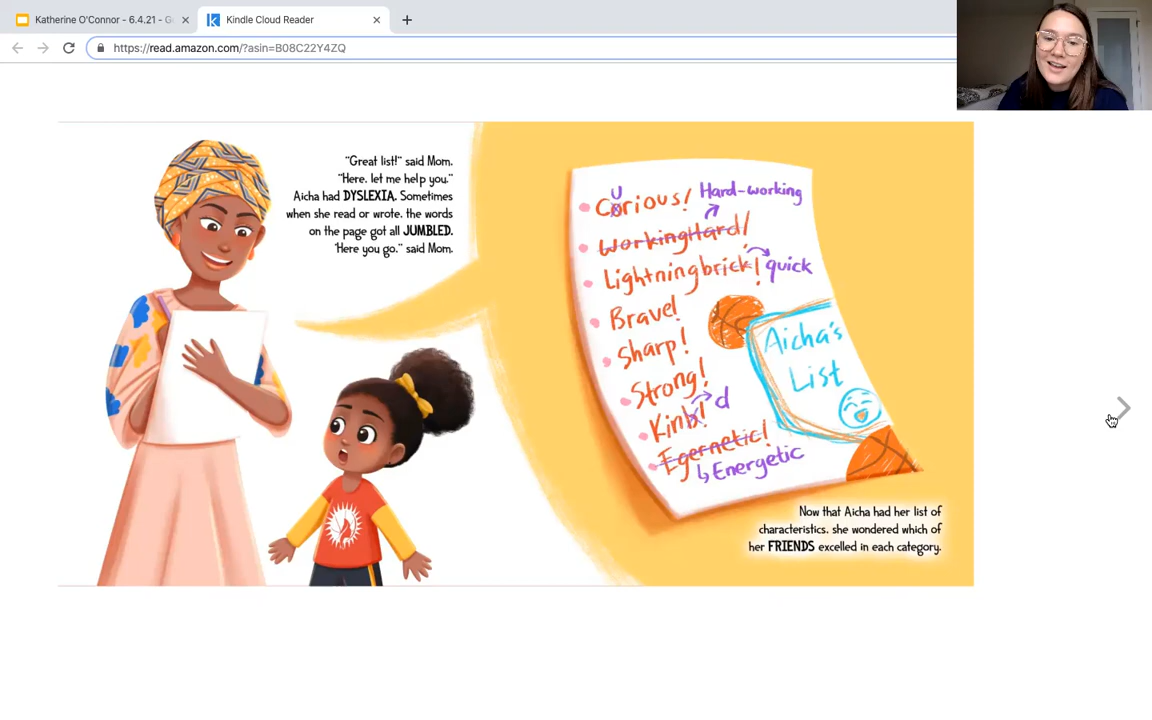 Katherine O'Connor - 6.4.21 - G
Kindle Cloud Reader
https://read.amazon.com/?asin=B08C22Y4ZQ
"Great list!" said Mom.
"Here, let me help you."
Aicha had DYSLEXIA. Sometimes
when she read or wrote, the words
on the page got all JUMBLED.
"Here you go." said Mom.
Corious! u Hard-working
WorkingHard!
Lightningbrick! quick
Brave!
Sharp!
Strong!
Kinb! d
Egernetic!
Energetic
Aicha's
List
Now that Aicha had her list of
characteristics, she wondered which of
her FRIENDS excelled in each category.